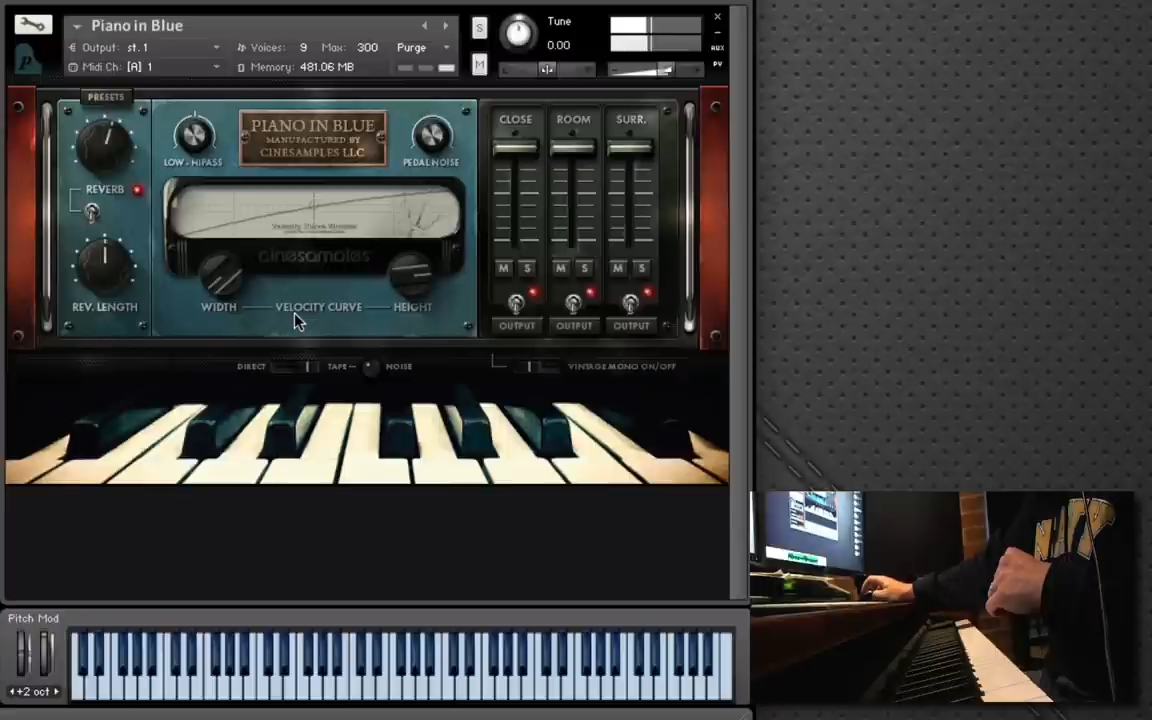 Piano in Blue
Output: st. 1
Voices: 9 Max: 300 Purge
Midi Ch: [A] 1
Memory: 481.06 MB
S
M
Tune
0.00
AUX
PV
PRESETS
LOW - HIPASS
PIANO IN BLUE
MANUFACTURED BY
CINESAMPLES LLC
PEDAL NOISE
REVERB
REV. LENGTH
cinesamples
WIDTH VELOCITY CURVE HEIGHT
CLOSE ROOM SURR.
M S M S M S
OUTPUT OUTPUT OUTPUT
DIRECT TAPE NOISE
VINTAGE MONO ON/OFF
Pitch Mod
+2 oct